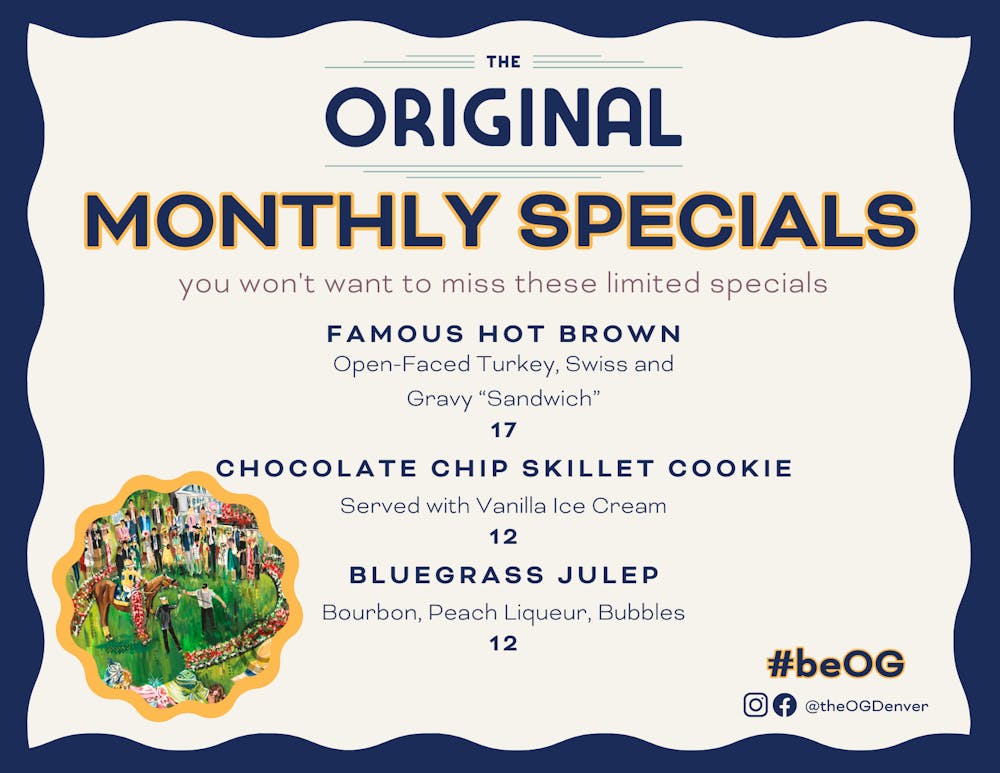 THE
ORIGINAL
MONTHLY SPECIALS
you won't want to miss these limited specials
FAMOUS HOT BROWN
Open-Faced Turkey, Swiss and
Gravy “Sandwich”
17
CHOCOLATE CHIP SKILLET COOKIE
Served with Vanilla Ice Cream
12
BLUEGRASS JULEP
Bourbon, Peach Liqueur, Bubbles
12
#beOG
@theOGDenver